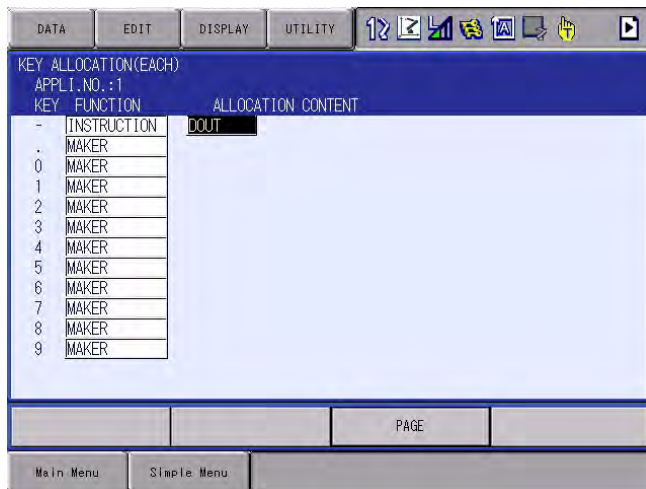 DATA EDIT DISPLAY UTILITY
KEY ALLOCATION(EACH)
APPLI.NO.:1
KEY FUNCTION ALLOCATION CONTENT
- INSTRUCTION DOUT
. MAKER
0 MAKER
1 MAKER
2 MAKER
3 MAKER
4 MAKER
5 MAKER
6 MAKER
7 MAKER
8 MAKER
9 MAKER
PAGE
Main Menu Simple Menu